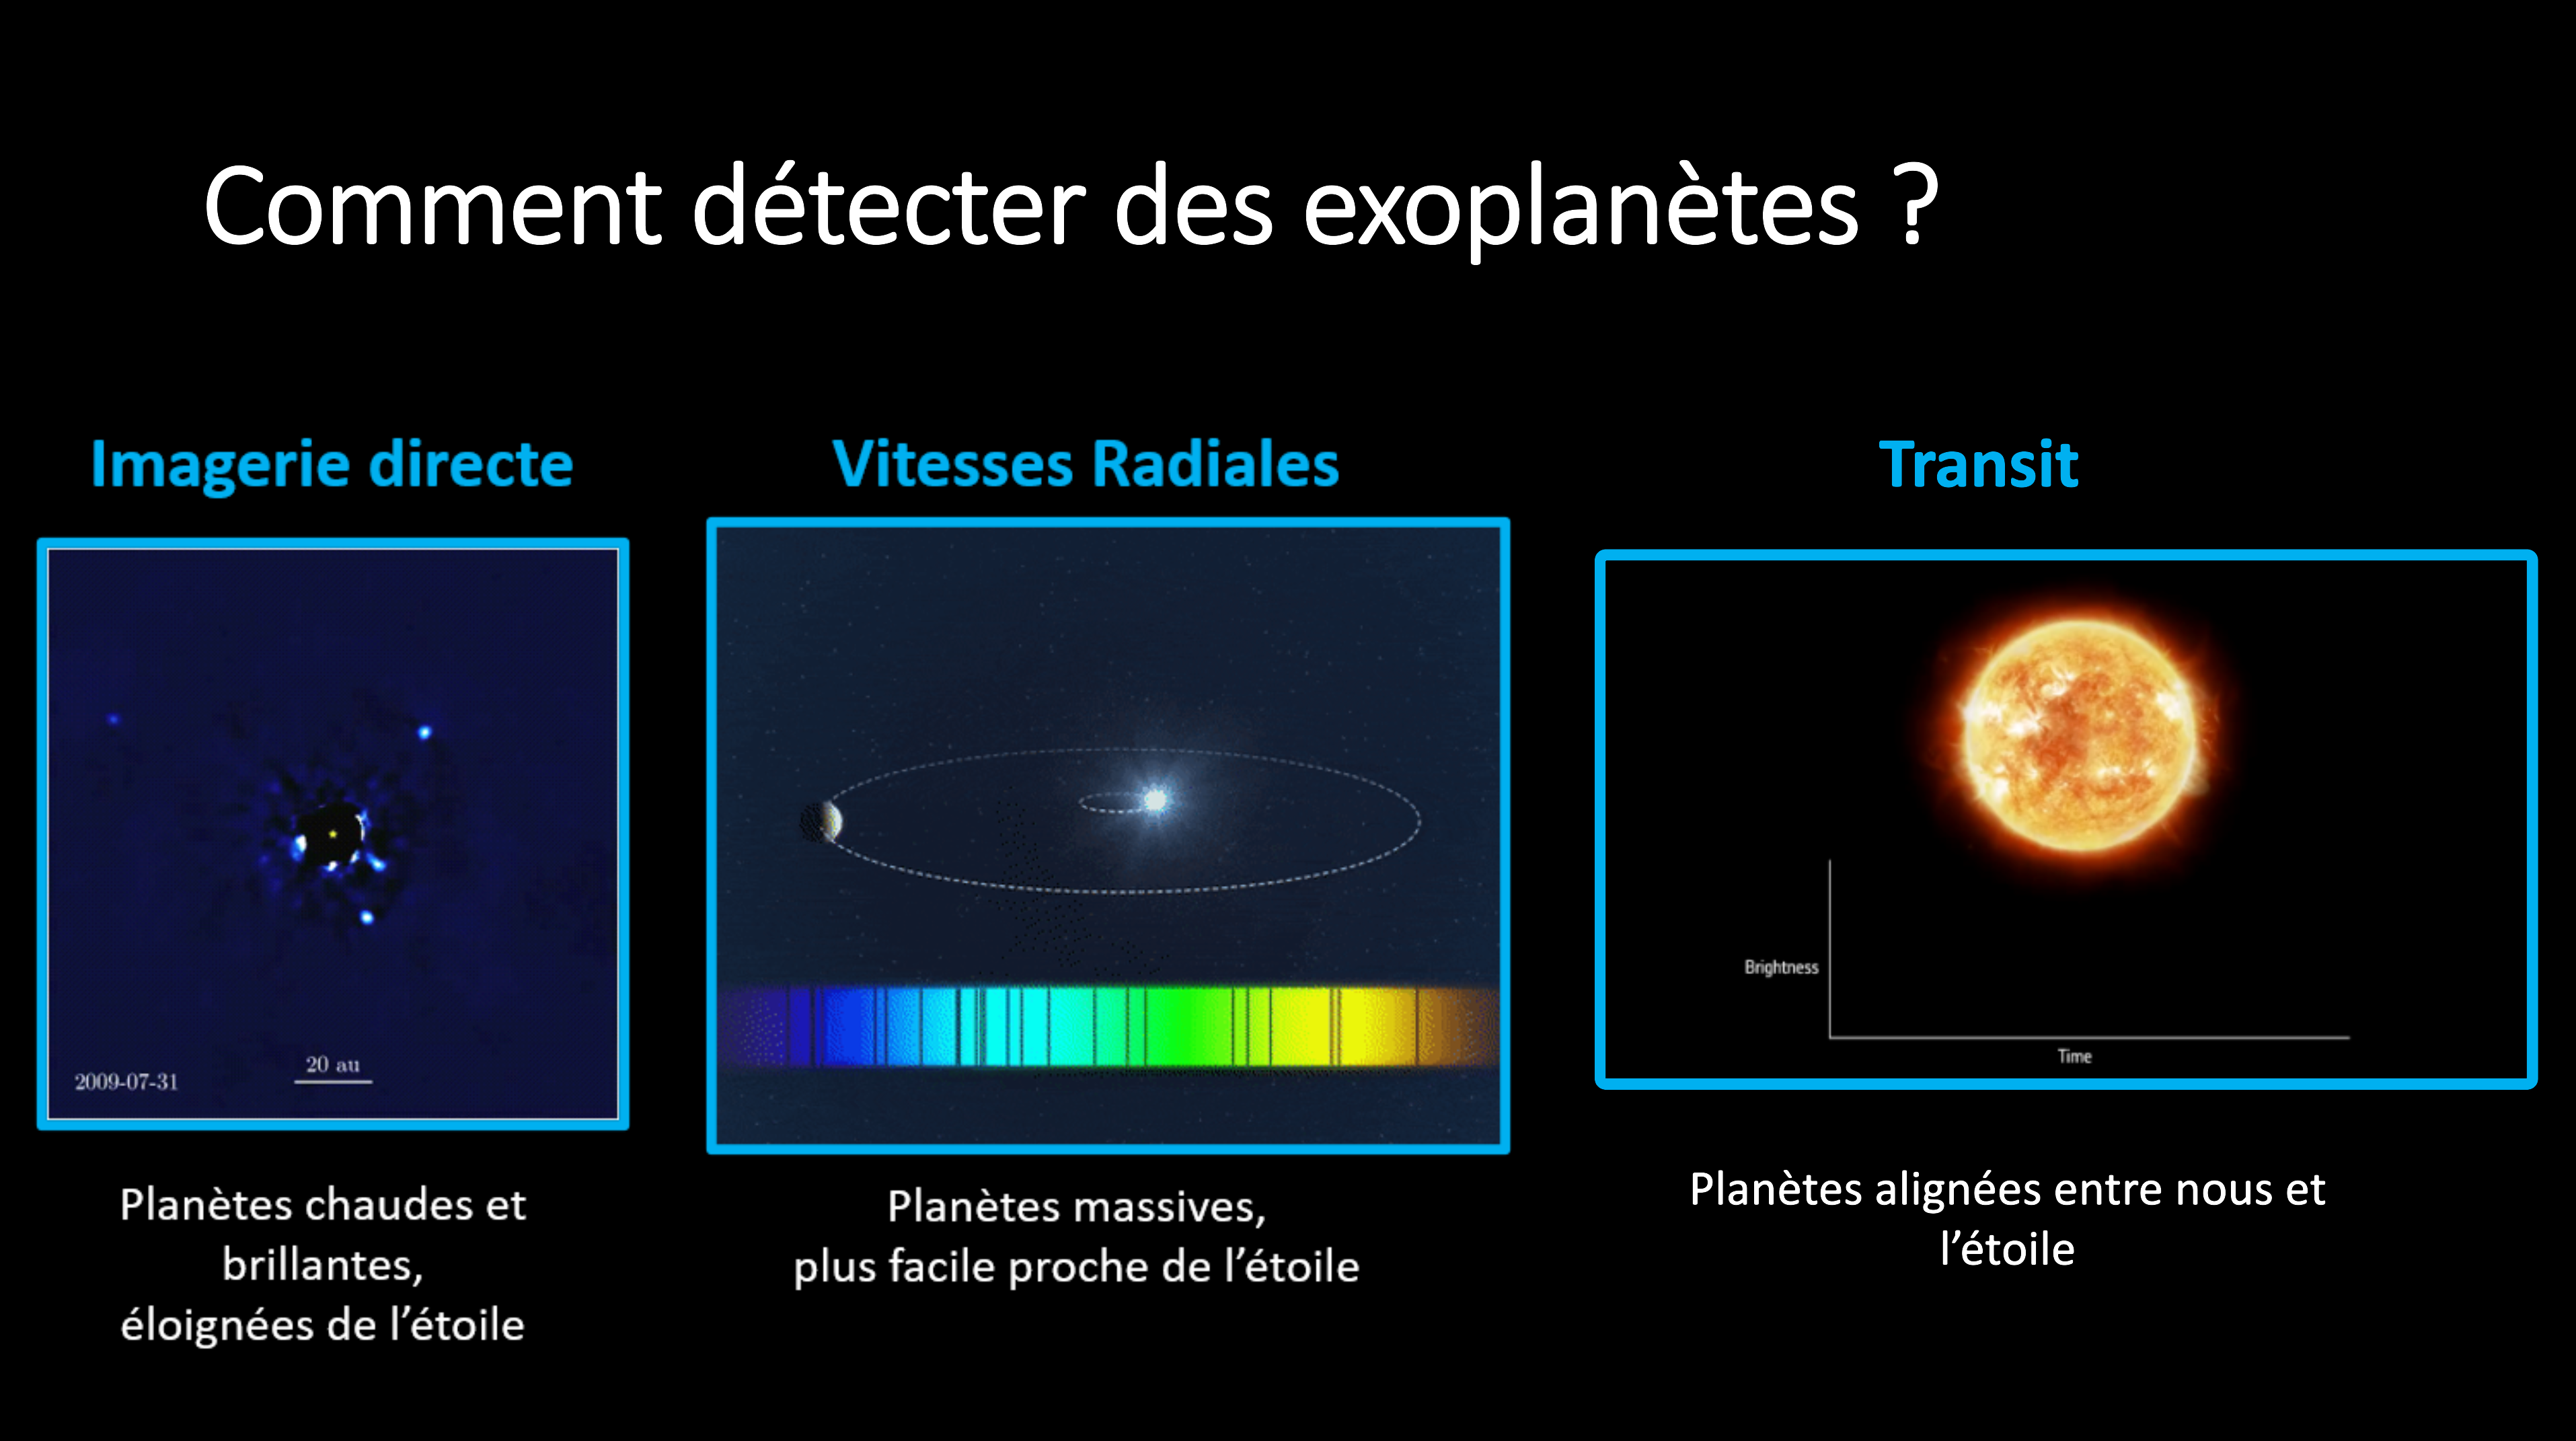 Comment détecter des exoplanètes ?
Imagerie directe
2009-07-31
20 au
Planètes chaudes et
brillantes,
éloignées de l’étoile
Vitesses Radiales
Planètes massives,
plus facile proche de l’étoile
Transit
Brightness
Time
Planètes alignées entre nous et
l’étoile